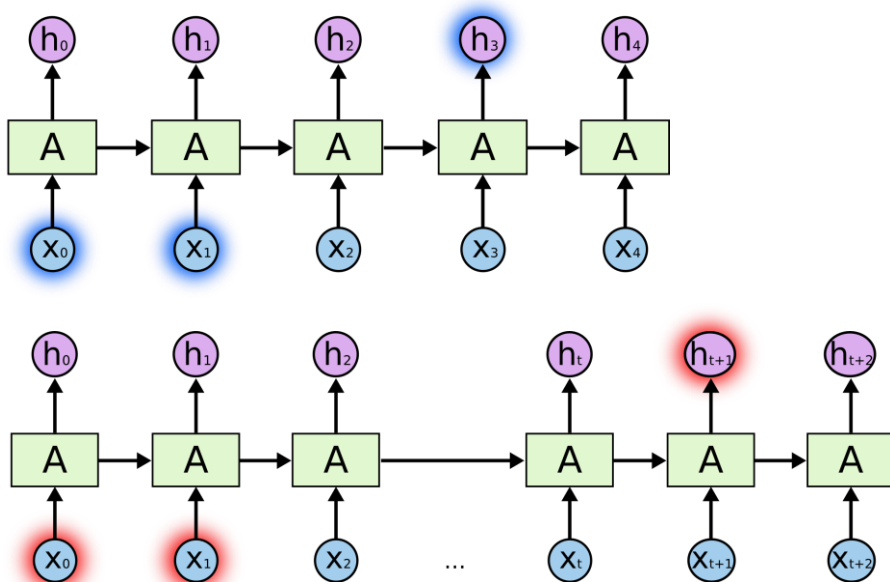 h₀ h₁ h₂ h₃ h₄
A A A A A
x₀ x₁ x₂ x₃ x₄
h₀ h₁ h₂ hₜ hₜ₊₁ hₜ₊₂
A A A A A A
x₀ x₁ x₂ ... xₜ xₜ₊₁ xₜ₊₂